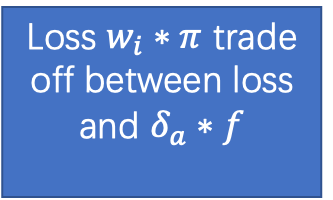 Loss 𝑤ᵢ ∗ 𝜋 trade
off between loss
and 𝛿ₐ ∗ 𝑓